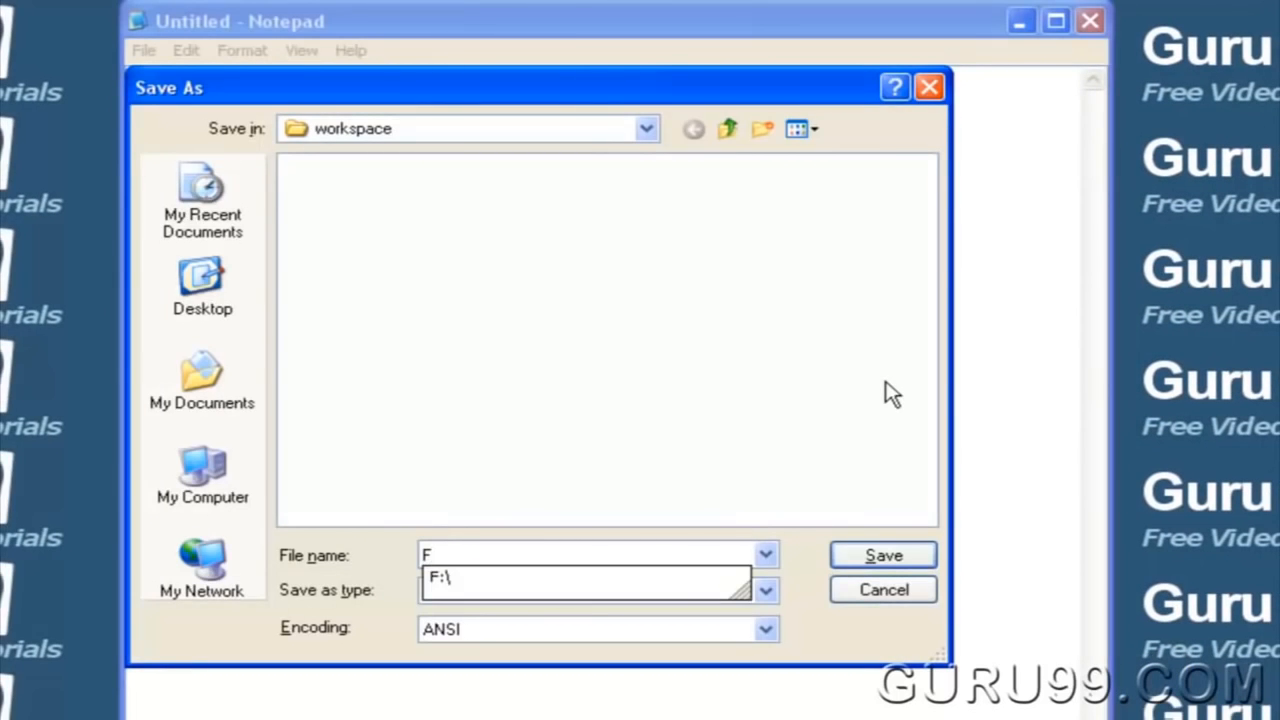 Untitled - Notepad
File Edit Format View Help
Save As
Save in: workspace
My Recent
Documents
Desktop
My Documents
My Computer
My Network
File name: F
F:\
Save as type:
Encoding: ANSI
Save
Cancel
Guru
Free Video
Guru
Free Video
Guru
Free Video
Guru
Free Video
Guru
Free Video
Guru
Free Video
GURU99.COM
orials
orials
orials
orials
orials
orials